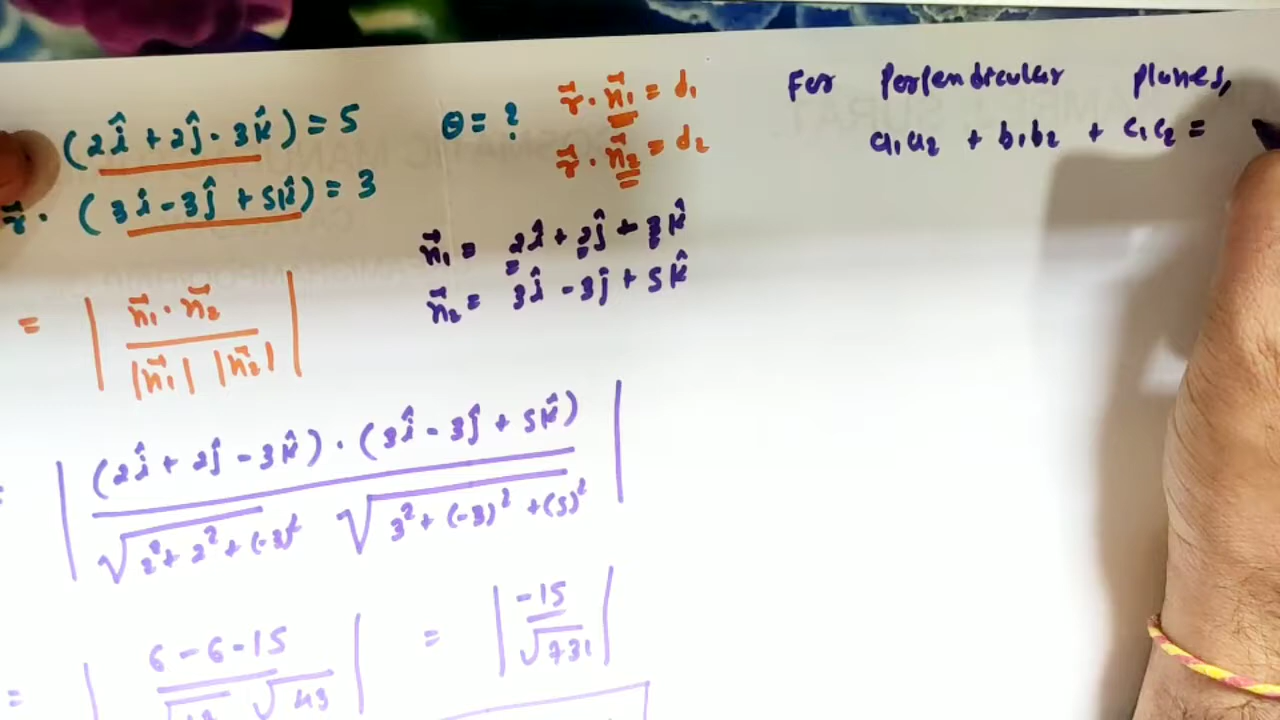 (2î + 2ĵ - 3k̂) = 5
r⃗ · (3î - 3ĵ + 5k̂) = 3
θ = ?
r⃗ · n⃗₁ = d₁
r⃗ · n⃗₂ = d₂
n⃗₁ = 2î + 2ĵ - 3k̂
n⃗₂ = 3î - 3ĵ + 5k̂
For Perpendicular planes,
a₁a₂ + b₁b₂ + c₁c₂ =
= | n⃗₁ · n⃗₂ / |n⃗₁| |n⃗₂| |
= | (2î + 2ĵ - 3k̂) · (3î - 3ĵ + 5k̂) / √2² + 2² + (-3)² √3² + (-3)² + (5)² |
= | 6 - 6 - 15 / √17 √43 | = | -15 / √731 |